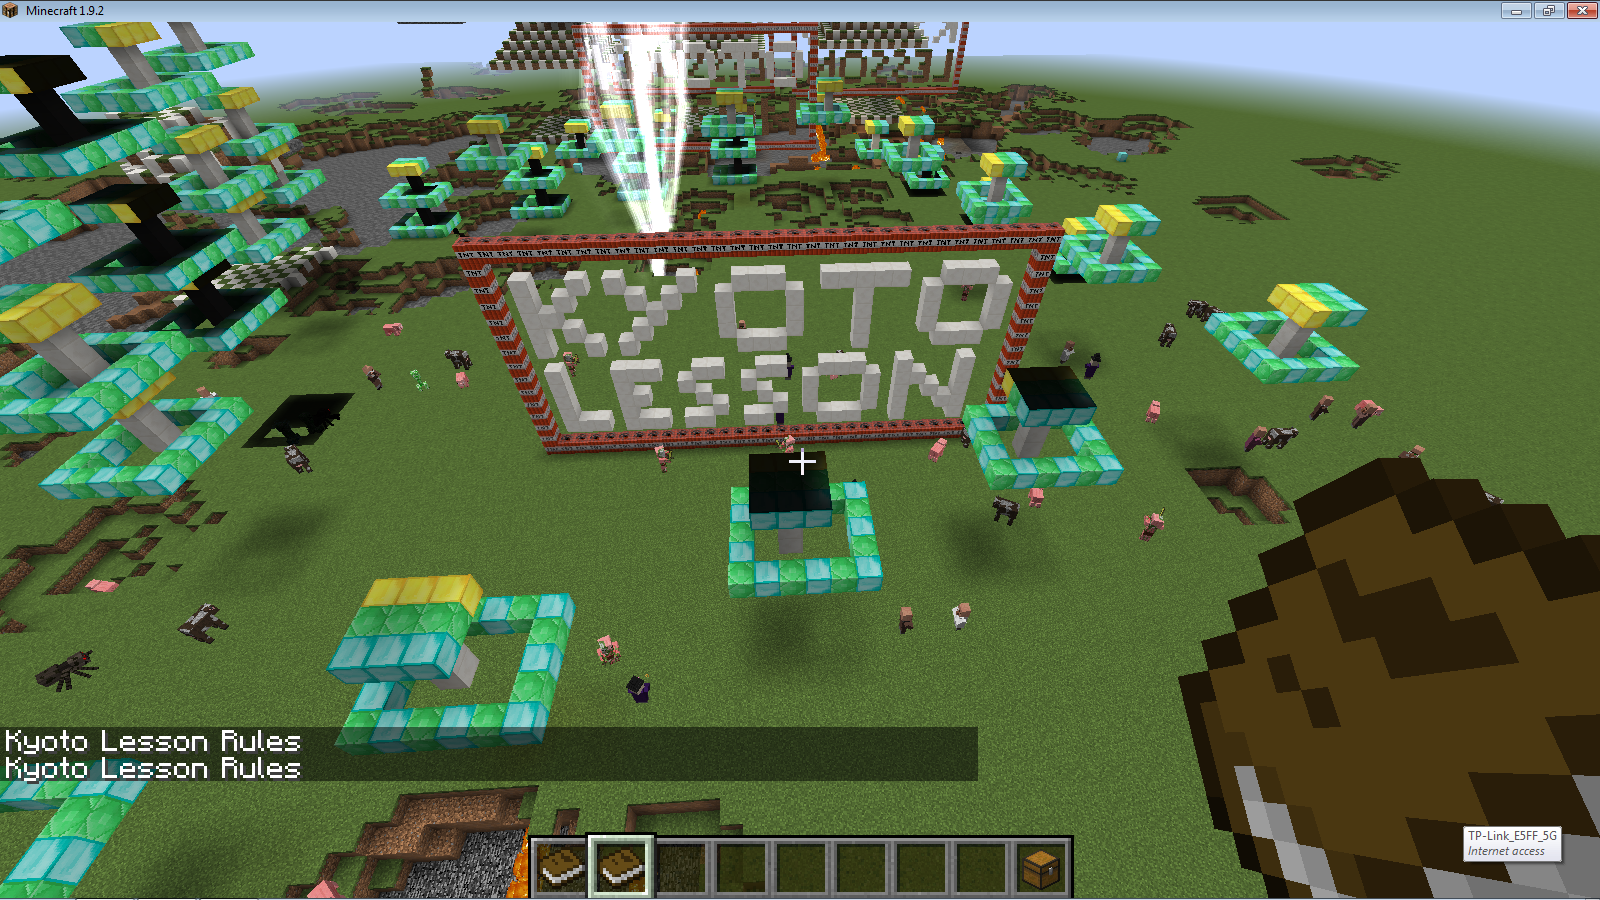 Minecraft 1.9.2
KYOTO
LESSON
Kyoto Lesson Rules
Kyoto Lesson Rules
TP-Link_E5FF_5G
Internet access